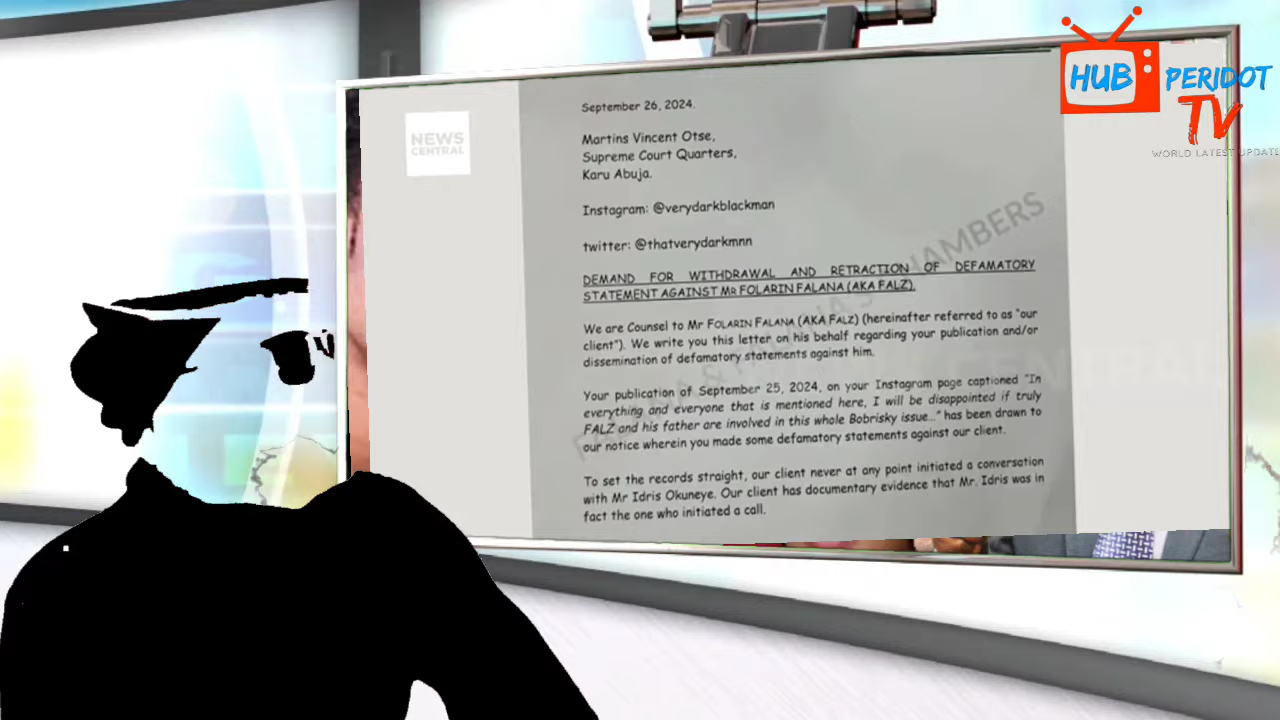 HUB PERIDOT
TV
WORLD LATEST UPDATE
NEWS
CENTRAL
September 26, 2024.
Martins Vincent Otse,
Supreme Court Quarters,
Karu Abuja.
Instagram: @verydarkblackman
twitter: @thatverydarkmnn
DEMAND FOR WITHDRAWAL AND RETRACTION OF DEFAMATORY
STATEMENT AGAINST MR FOLARIN FALANA (AKA FALZ).
We are Counsel to Mr FOLARIN FALANA (AKA FALZ) (hereinafter referred to as "our
client"). We write you this letter on his behalf regarding your publication and/or
dissemination of defamatory statements against him.
Your publication of September 25, 2024, on your Instagram page captioned "In
everything and everyone that is mentioned here, I will be disappointed if truly
FALZ and his father are involved in this whole Bobrisky issue..." has been drawn to
our notice wherein you made some defamatory statements against our client.
To set the records straight, our client never at any point initiated a conversation
with Mr Idris Okuneye. Our client has documentary evidence that Mr. Idris was in
fact the one who initiated a call.
CHAMBERS